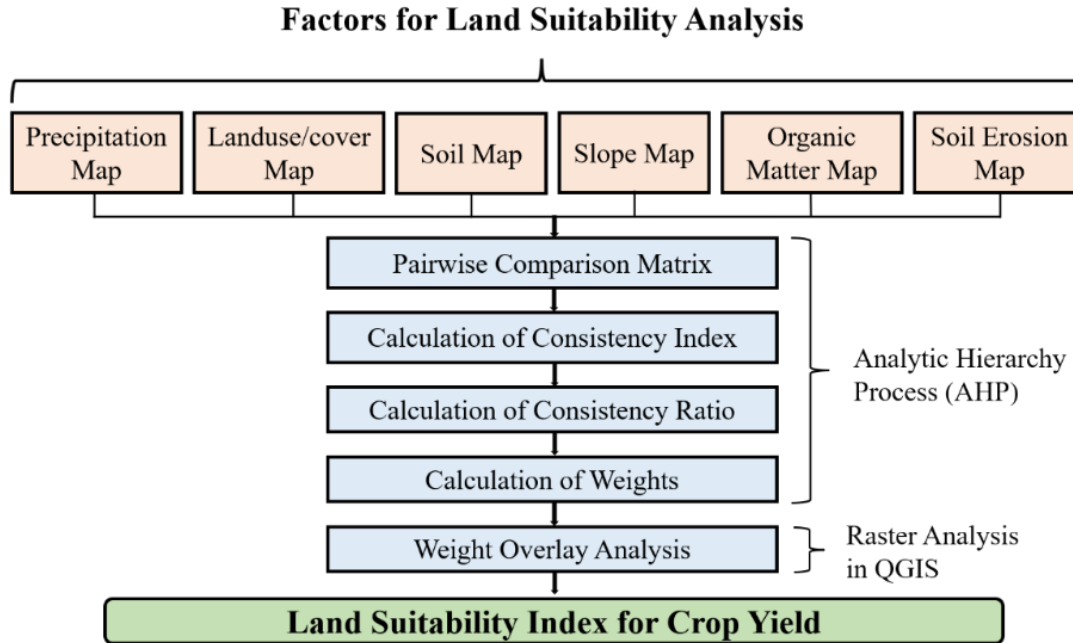 Factors for Land Suitability Analysis
Precipitation
Map
Landuse/cover
Map
Soil Map
Slope Map
Organic
Matter Map
Soil Erosion
Map
Pairwise Comparison Matrix
Calculation of Consistency Index
Calculation of Consistency Ratio
Calculation of Weights
Analytic Hierarchy
Process (AHP)
Weight Overlay Analysis
Raster Analysis
in QGIS
Land Suitability Index for Crop Yield